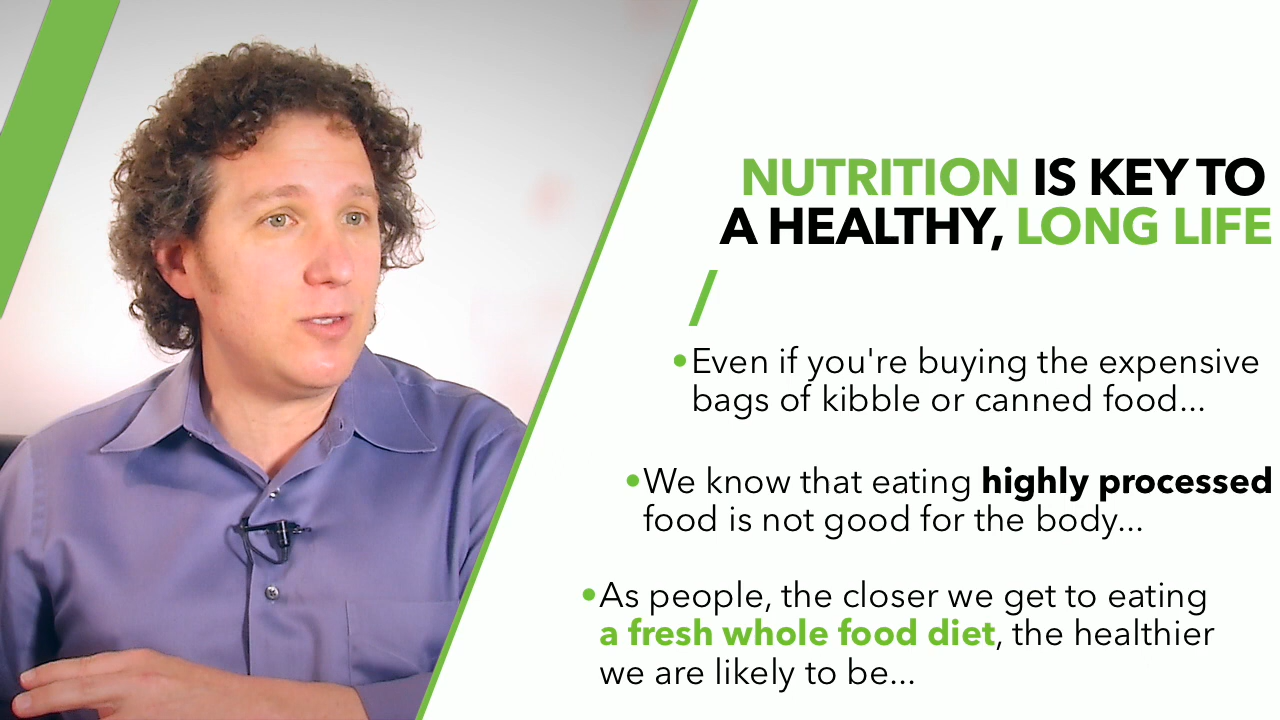 NUTRITION IS KEY TO
A HEALTHY, LONG LIFE
/
•Even if you're buying the expensive
bags of kibble or canned food...
•We know that eating highly processed
food is not good for the body...
•As people, the closer we get to eating
a fresh whole food diet, the healthier
we are likely to be...